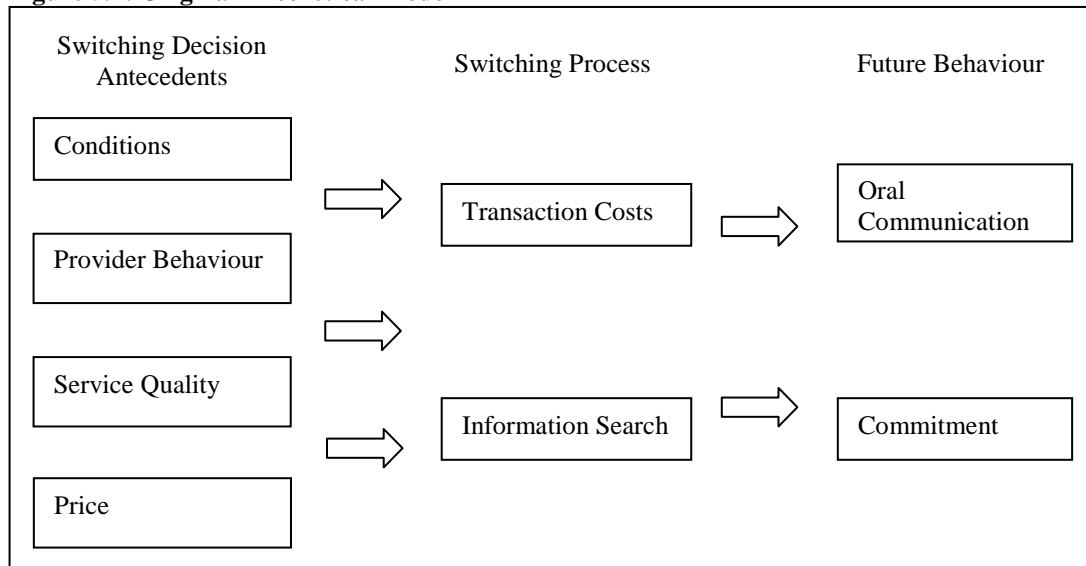 Switching Decision
Antecedents
Switching Process
Future Behaviour
Conditions
Provider Behaviour
Service Quality
Price
Transaction Costs
Information Search
Oral
Communication
Commitment